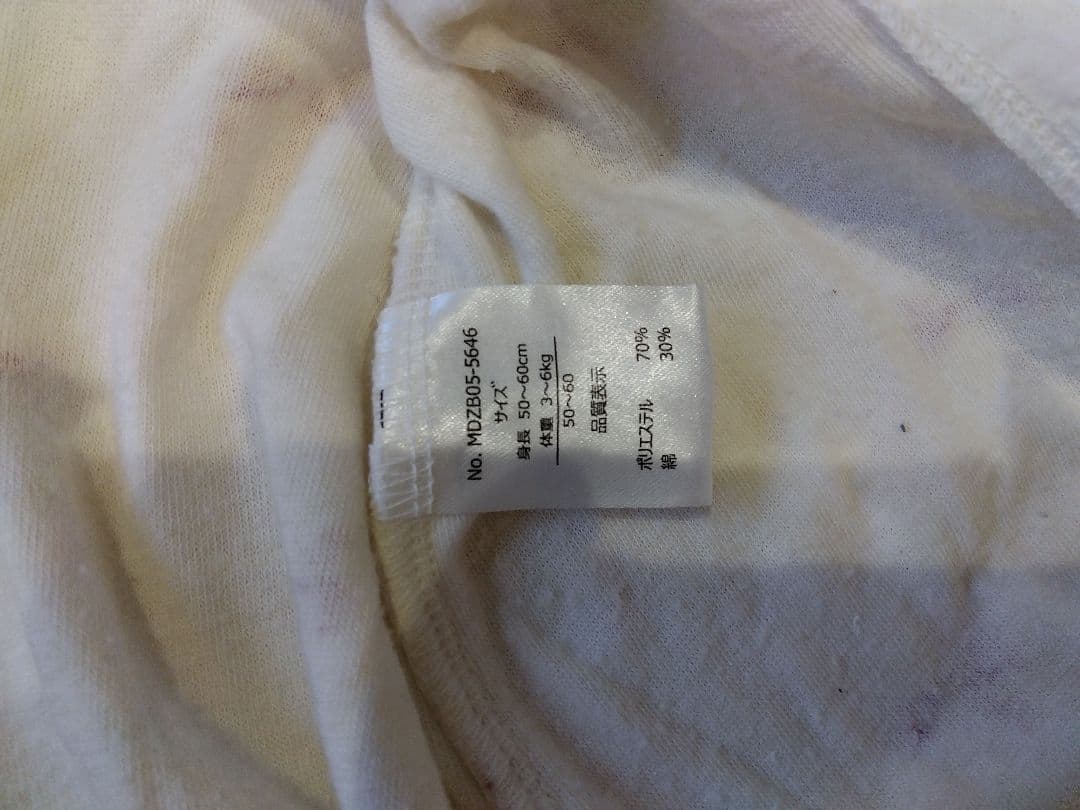 No. MDZB05-5646
サイズ
身長 50~60cm
体重 3~6kg
50~60
品質表示
ポリエステル 70%
綿 30%